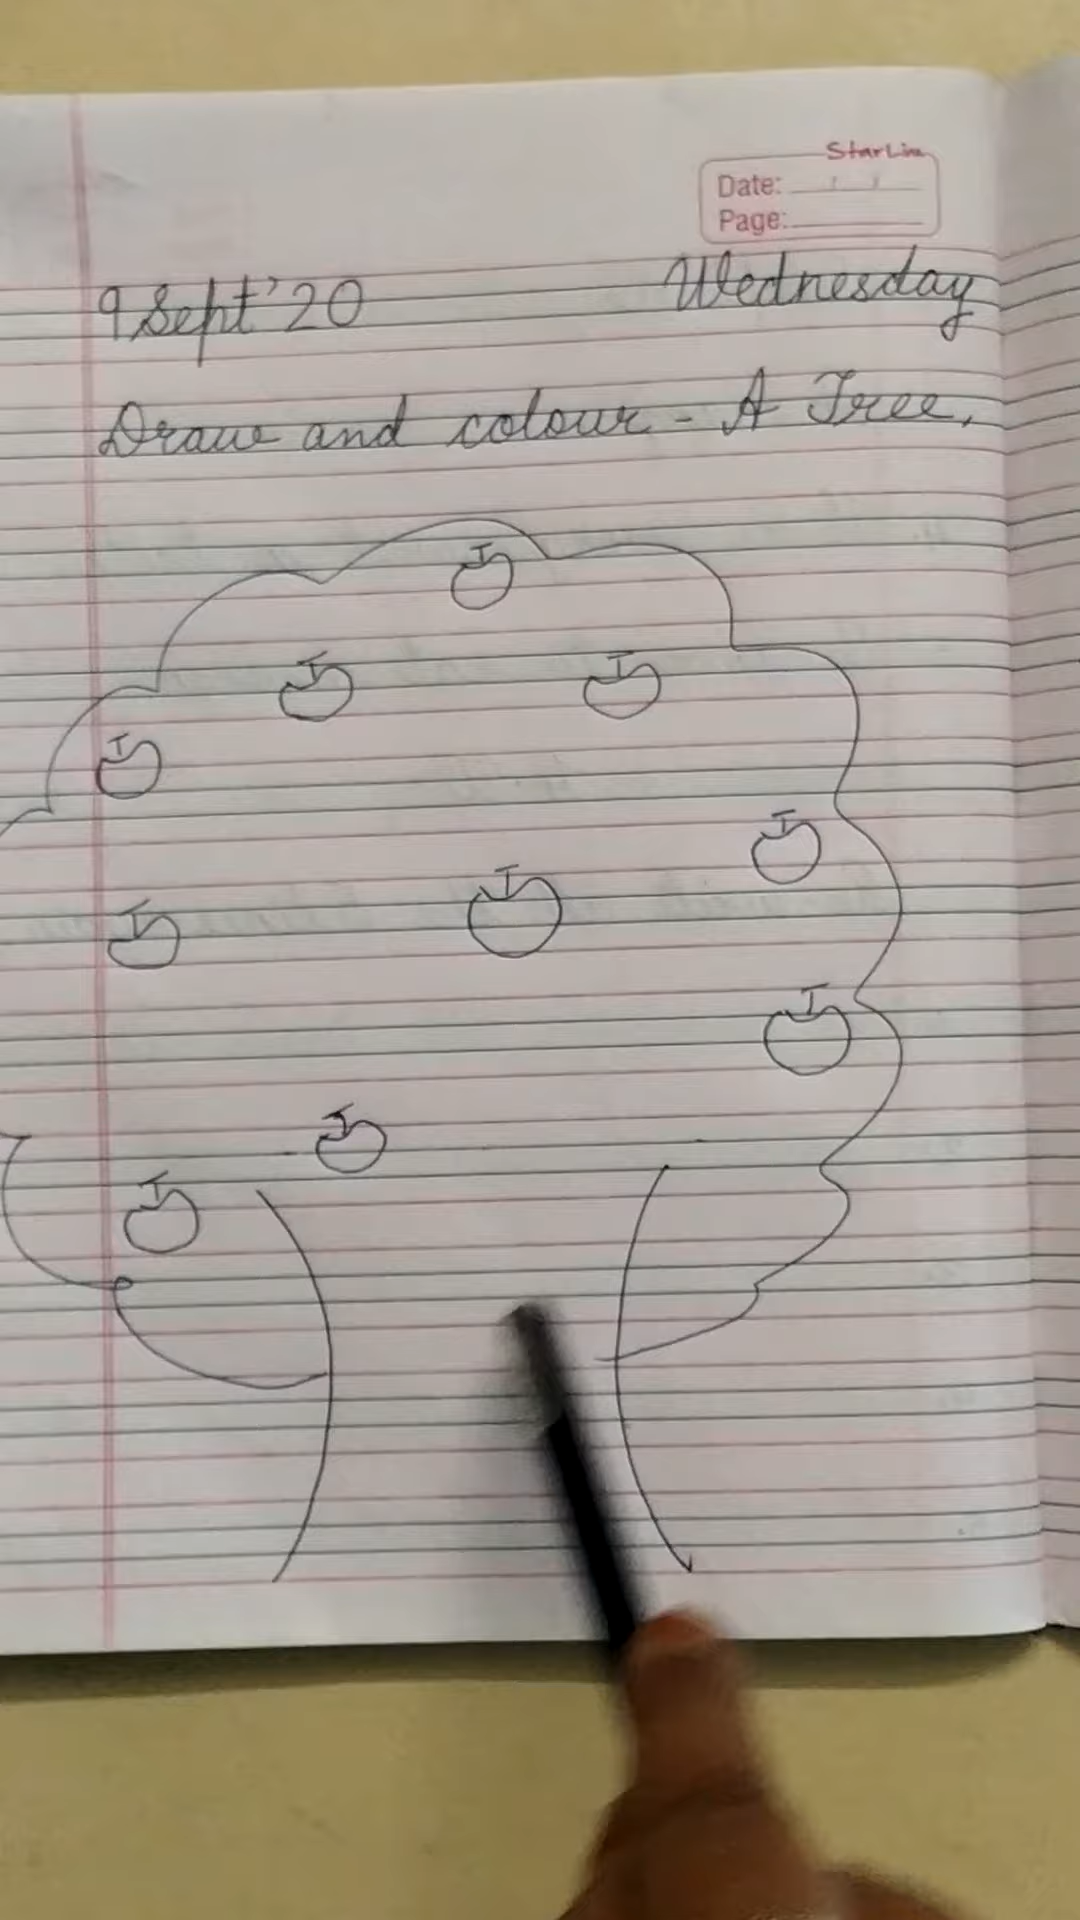 StarLine
Date:
Page:
9 Sept'20 Wednesday
Draw and colour - A Tree.